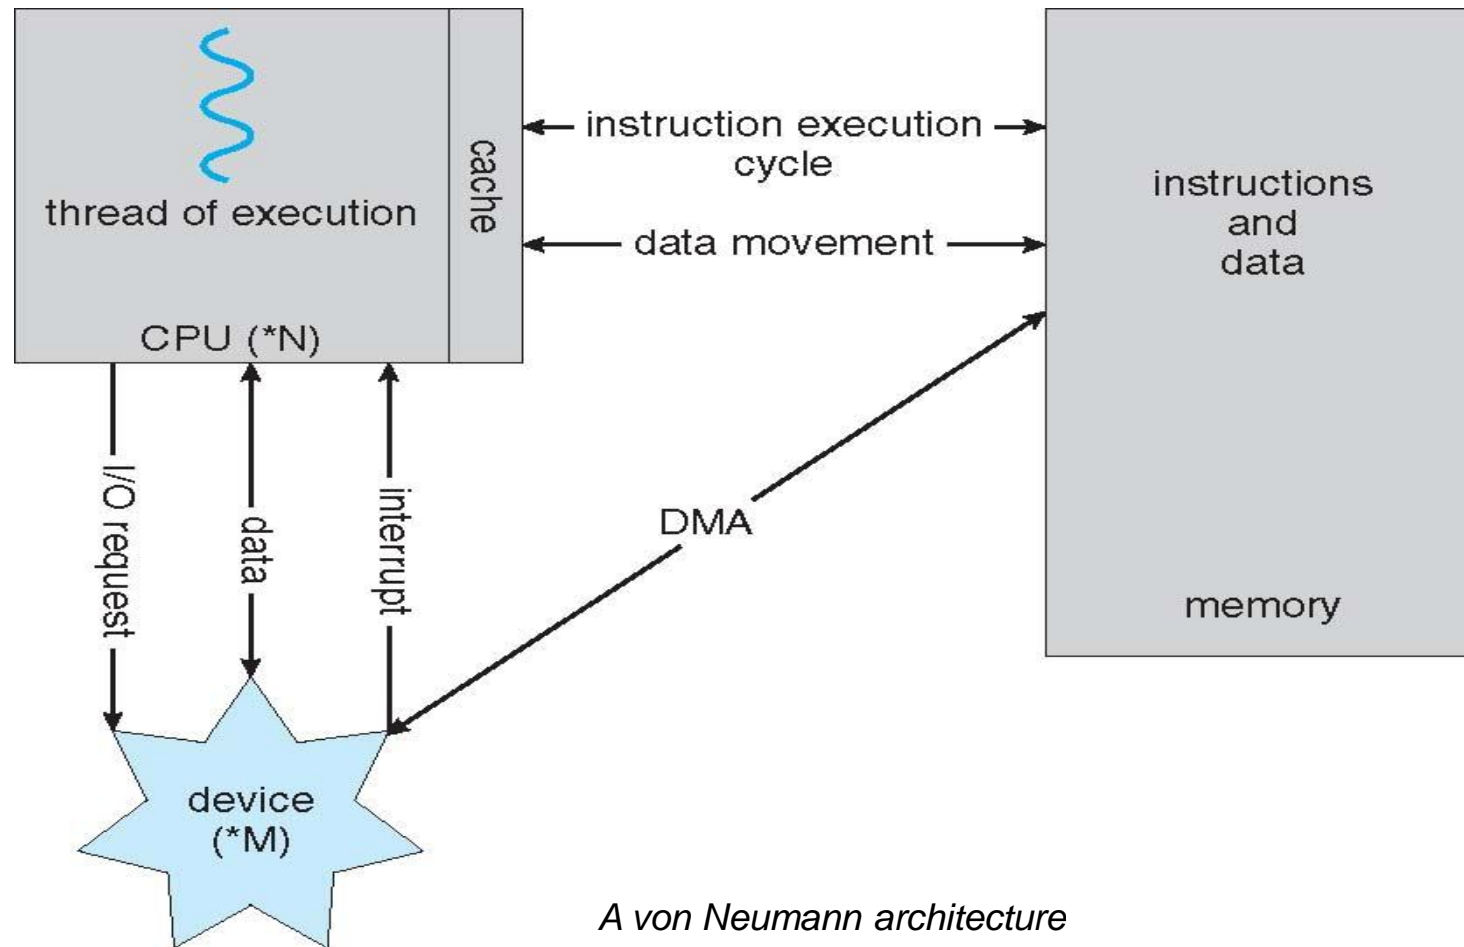 thread of execution
cache
CPU (*N)
instruction execution
cycle
data movement
instructions
and
data
memory
I/O request
data
interrupt
DMA
device
(*M)
A von Neumann architecture